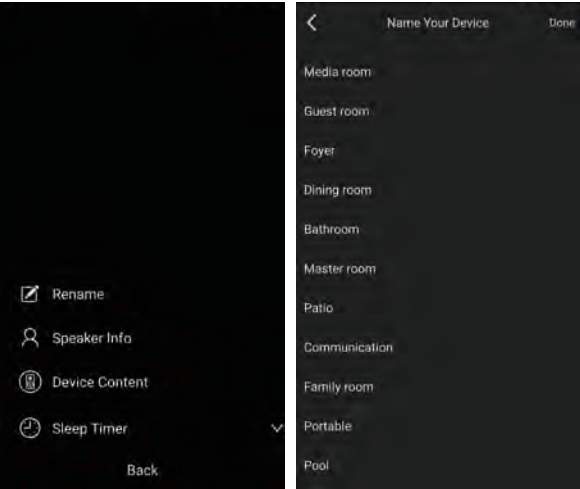 Rename
Speaker Info
Device Content
Sleep Timer
Back
Name Your Device
Done
Media room
Guest room
Foyer
Dining room
Bathroom
Master room
Patio
Communication
Family room
Portable
Pool